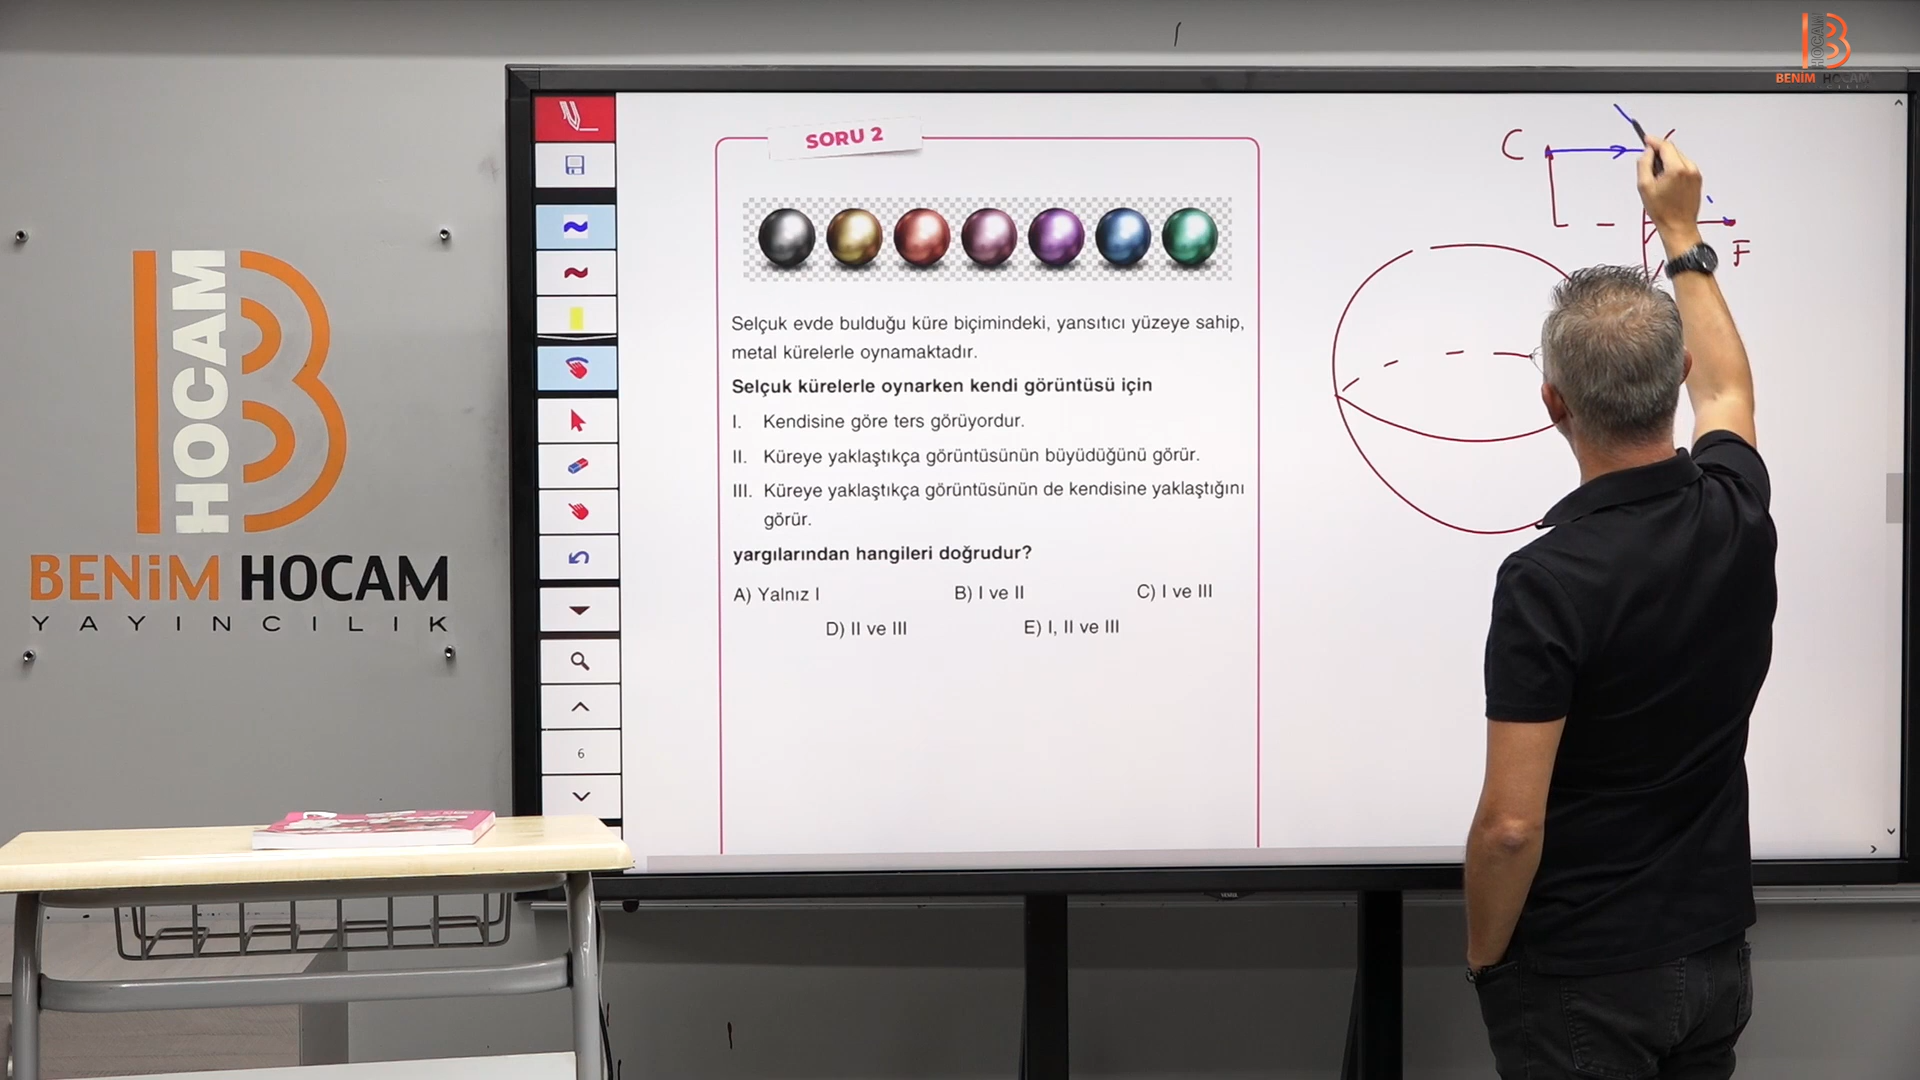 HOCAM
BENİM HOCAM
HOCAM
BENİM HOCAM
YAYINCILIK
SORU 2
Selçuk evde bulduğu küre biçimindeki, yansıtıcı yüzeye sahip,
metal kürelerle oynamaktadır.
Selçuk kürelerle oynarken kendi görüntüsü için
I. Kendisine göre ters görüyordur.
II. Küreye yaklaştıkça görüntüsünün büyüdüğünü görür.
III. Küreye yaklaştıkça görüntüsünün de kendisine yaklaştığını
görür.
yargılarından hangileri doğrudur?
A) Yalnız I B) I ve II C) I ve III
D) II ve III E) I, II ve III
6
C
F